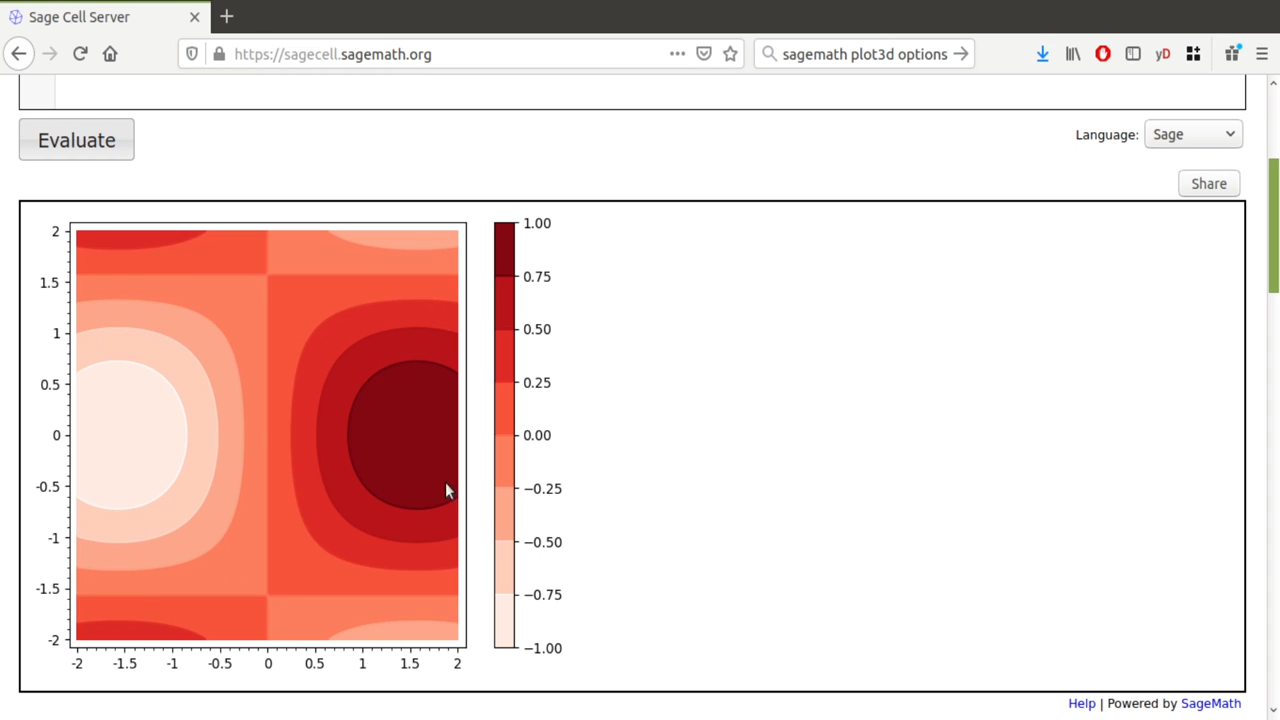 Sage Cell Server
https://sagecell.sagemath.org
sagemath plot3d options
yD
Evaluate
Language: Sage
Share
2
1.5
1
0.5
0
-0.5
-1
-1.5
-2
-2 -1.5 -1 -0.5 0 0.5 1 1.5 2
1.00
0.75
0.50
0.25
0.00
−0.25
−0.50
−0.75
−1.00
Help | Powered by SageMath